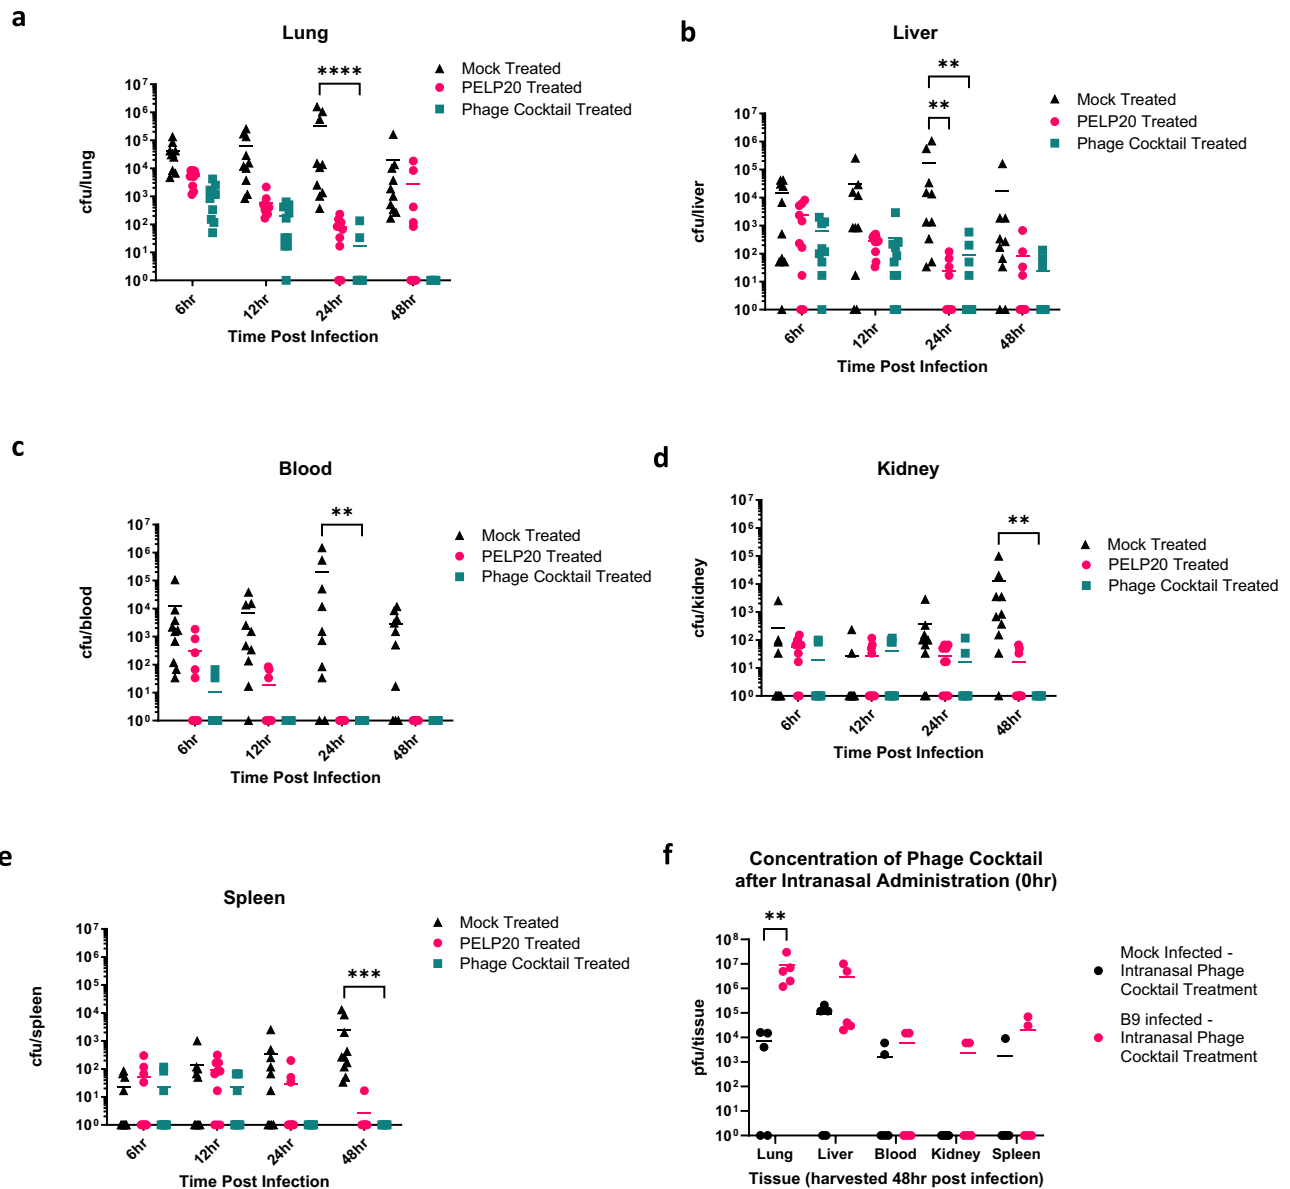 a
Lung
****
Mock Treated
PELP20 Treated
Phage Cocktail Treated
cfu/lung
10⁷
10⁶
10⁵
10⁴
10³
10²
10¹
10⁰
6hr
12hr
24hr
48hr
Time Post Infection
b
Liver
**
**
Mock Treated
PELP20 Treated
Phage Cocktail Treated
cfu/liver
10⁷
10⁶
10⁵
10⁴
10³
10²
10¹
10⁰
6hr
12hr
24hr
48hr
Time Post Infection
c
Blood
**
Mock Treated
PELP20 Treated
Phage Cocktail Treated
cfu/blood
10⁷
10⁶
10⁵
10⁴
10³
10²
10¹
10⁰
6hr
12hr
24hr
48hr
Time Post Infection
d
Kidney
**
Mock Treated
PELP20 Treated
Phage Cocktail Treated
cfu/kidney
10⁷
10⁶
10⁵
10⁴
10³
10²
10¹
10⁰
6hr
12hr
24hr
48hr
Time Post Infection
e
Spleen
***
Mock Treated
PELP20 Treated
Phage Cocktail Treated
cfu/spleen
10⁷
10⁶
10⁵
10⁴
10³
10²
10¹
10⁰
6hr
12hr
24hr
48hr
Time Post Infection
f
Concentration of Phage Cocktail
after Intranasal Administration (0hr)
**
Mock Infected -
Intranasal Phage
Cocktail Treatment
B9 infected -
Intranasal Phage
Cocktail Treatment
pfu/tissue
10⁸
10⁷
10⁶
10⁵
10⁴
10³
10²
10¹
10⁰
Lung
Liver
Blood
Kidney
Spleen
Tissue (harvested 48hr post infection)